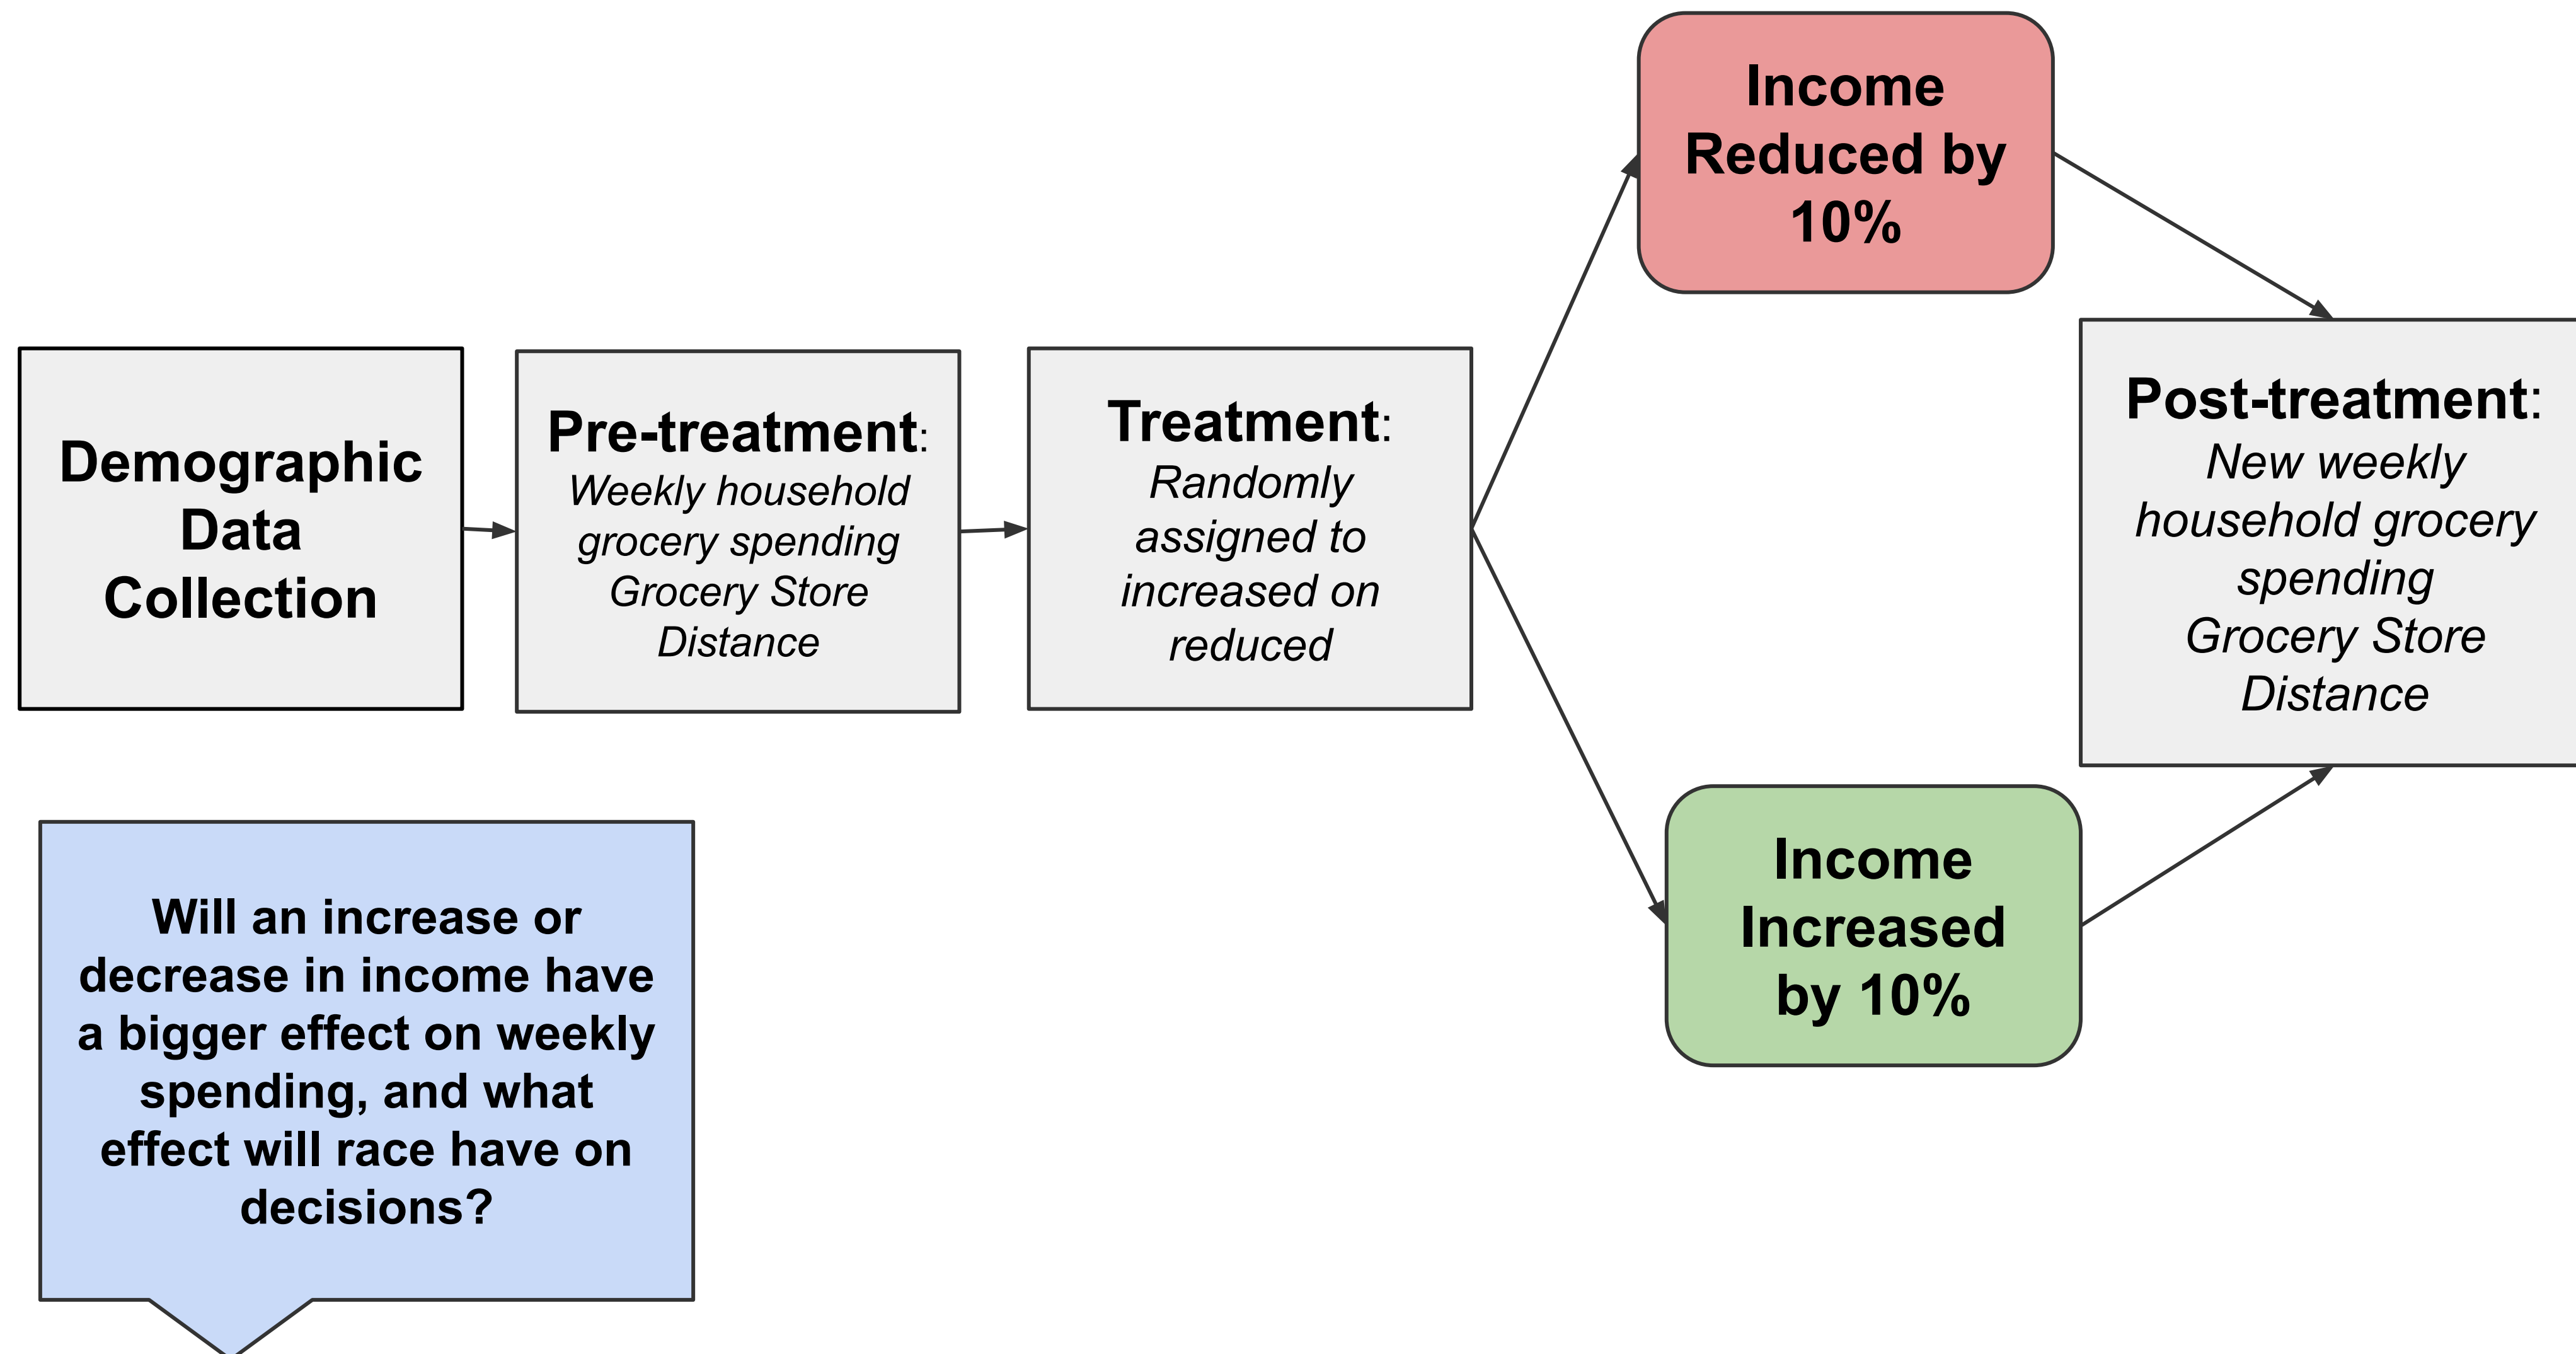 Demographic
Data
Collection
Pre-treatment:
Weekly household
grocery spending
Grocery Store
Distance
Treatment:
Randomly
assigned to
increased on
reduced
Income
Reduced by
10%
Income
Increased
by 10%
Post-treatment:
New weekly
household grocery
spending
Grocery Store
Distance
Will an increase or
decrease in income have
a bigger effect on weekly
spending, and what
effect will race have on
decisions?